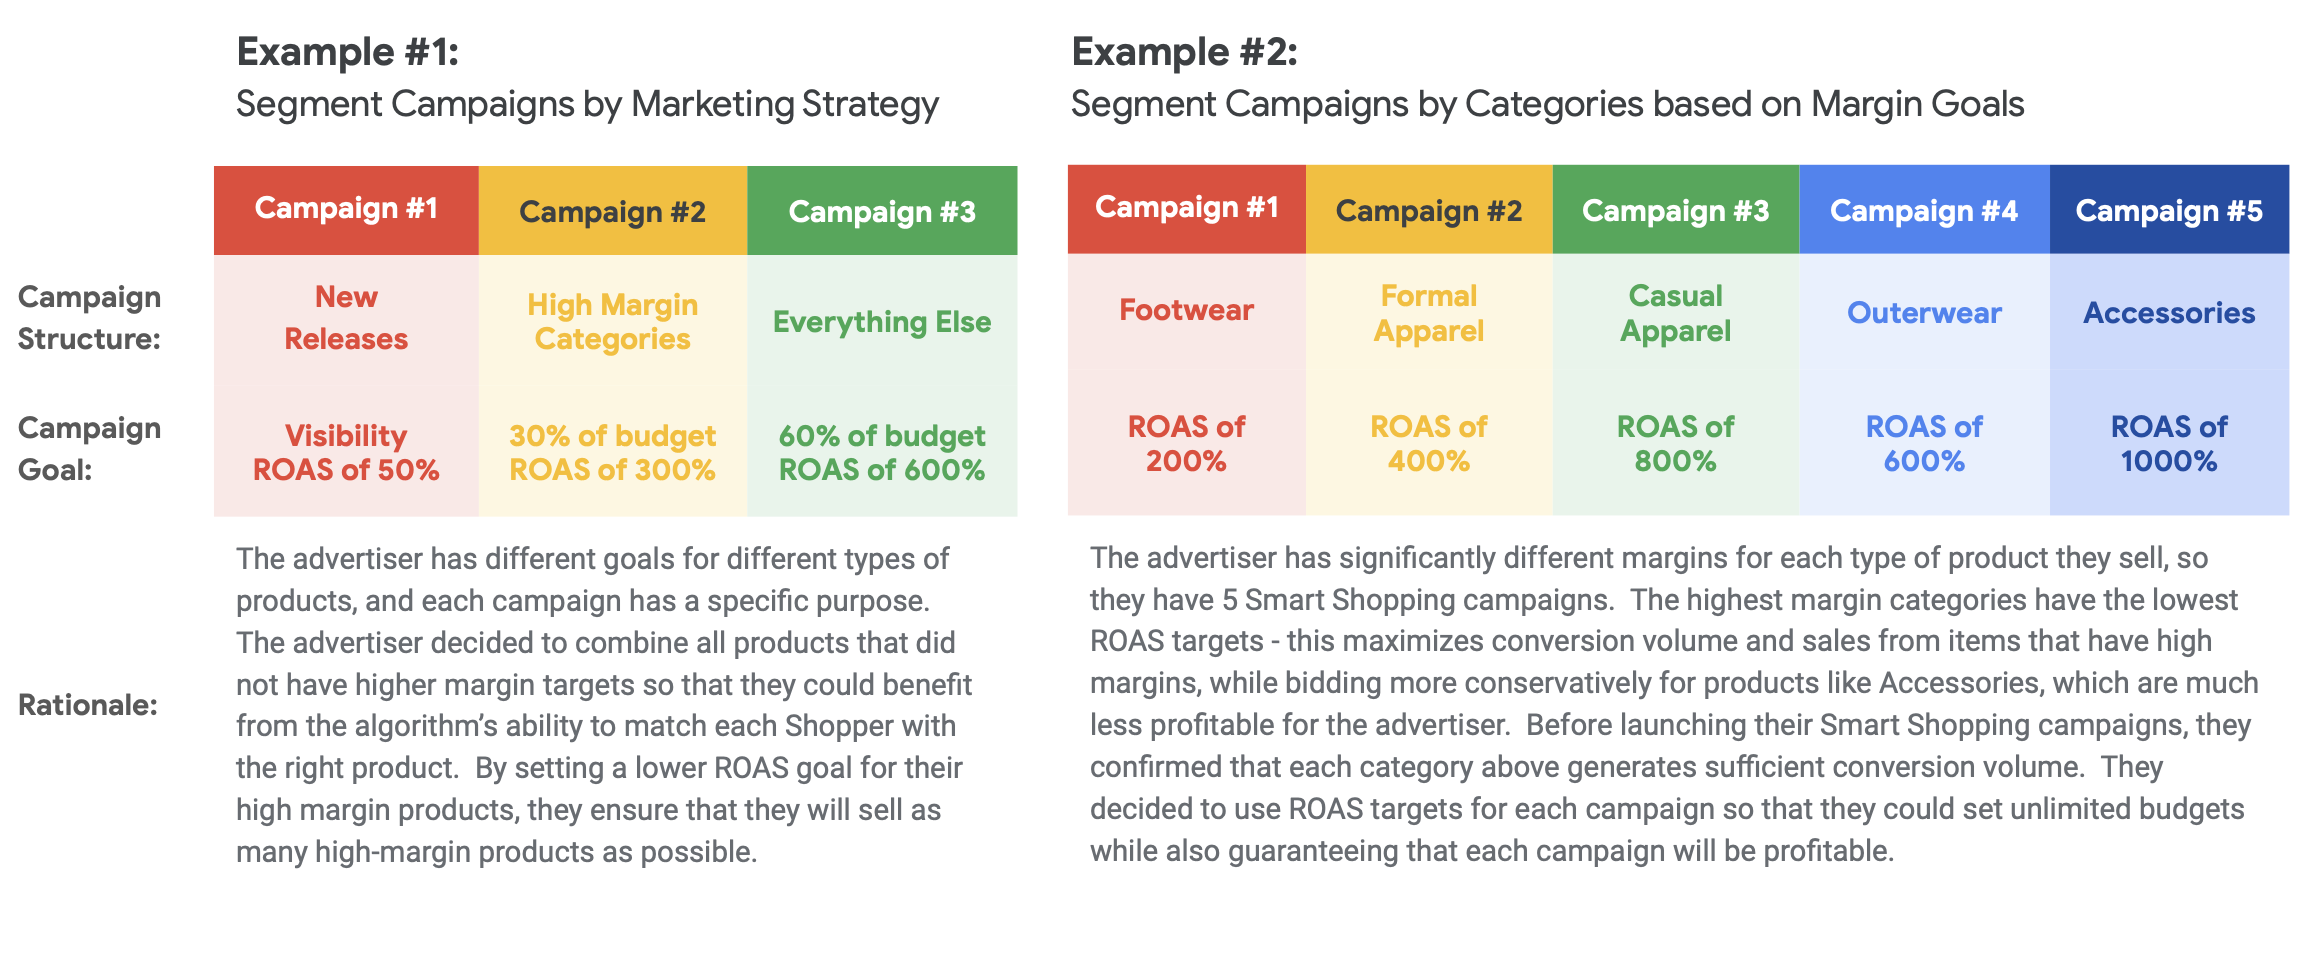 Example #1:
Segment Campaigns by Marketing Strategy
Campaign #1
Campaign #2
Campaign #3
Campaign
Structure:
New
Releases
High Margin
Categories
Everything Else
Campaign
Goal:
Visibility
ROAS of 50%
30% of budget
ROAS of 300%
60% of budget
ROAS of 600%
Rationale:
The advertiser has different goals for different types of
products, and each campaign has a specific purpose.
The advertiser decided to combine all products that did
not have higher margin targets so that they could benefit
from the algorithm's ability to match each Shopper with
the right product.  By setting a lower ROAS goal for their
high margin products, they ensure that they will sell as
many high-margin products as possible.
Example #2:
Segment Campaigns by Categories based on Margin Goals
Campaign #1
Campaign #2
Campaign #3
Campaign #4
Campaign #5
Footwear
Formal
Apparel
Casual
Apparel
Outerwear
Accessories
ROAS of
200%
ROAS of
400%
ROAS of
800%
ROAS of
600%
ROAS of
1000%
The advertiser has significantly different margins for each type of product they sell, so
they have 5 Smart Shopping campaigns.  The highest margin categories have the lowest
ROAS targets - this maximizes conversion volume and sales from items that have high
margins, while bidding more conservatively for products like Accessories, which are much
less profitable for the advertiser.  Before launching their Smart Shopping campaigns, they
confirmed that each category above generates sufficient conversion volume.  They
decided to use ROAS targets for each campaign so that they could set unlimited budgets
while also guaranteeing that each campaign will be profitable.